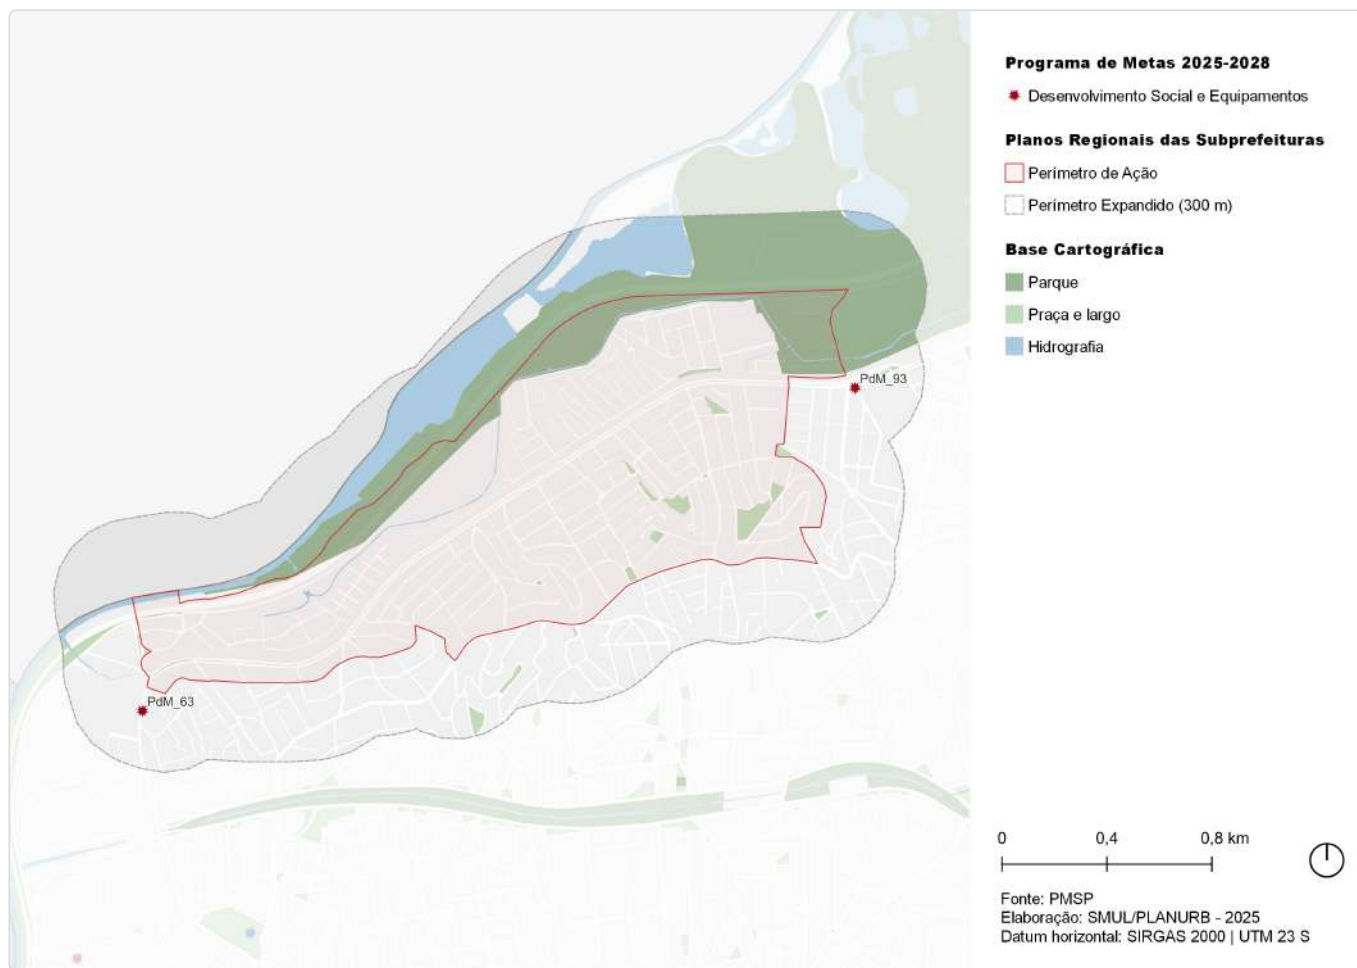 Programa de Metas 2025-2028
Desenvolvimento Social e Equipamentos
Planos Regionais das Subprefeituras
Perímetro de Ação
Perímetro Expandido (300 m)
Base Cartográfica
Parque
Praça e largo
Hidrografia
PdM_93
PdM_63
0 0,4 0,8 km
Fonte: PMSP
Elaboração: SMUL/PLANURB - 2025
Datum horizontal: SIRGAS 2000 | UTM 23 S